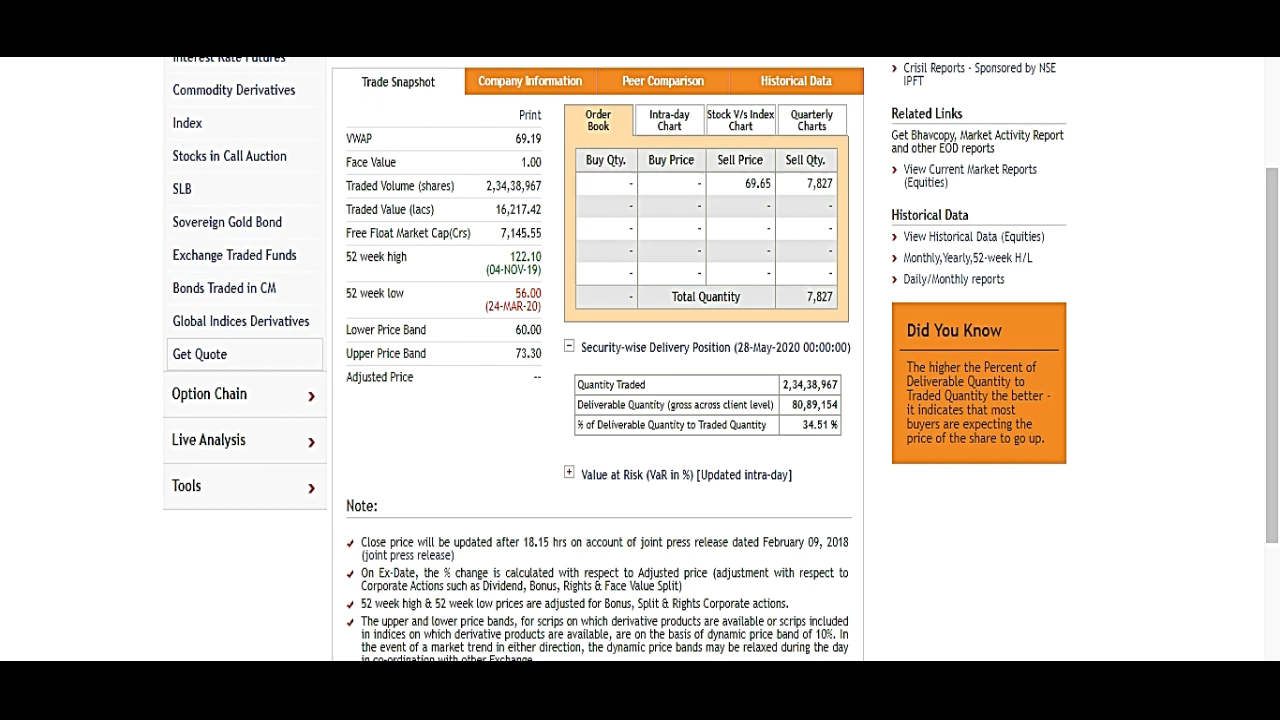 Interest Rate Futures
Commodity Derivatives
Index
Stocks in Call Auction
SLB
Sovereign Gold Bond
Exchange Traded Funds
Bonds Traded in CM
Global Indices Derivatives
Get Quote
Option Chain
Live Analysis
Tools
Trade Snapshot
Company Information
Peer Comparison
Historical Data
Print
VWAP 69.19
Face Value 1.00
Traded Volume (shares) 2,34,38,967
Traded Value (lacs) 16,217.42
Free Float Market Cap(Crs) 7,145.55
52 week high 122.10
(04-NOV-19)
52 week low 56.00
(24-MAR-20)
Lower Price Band 60.00
Upper Price Band 73.30
Adjusted Price --
Order
Book
Intra-day
Chart
Stock V/s Index
Chart
Quarterly
Charts
Buy Qty. Buy Price Sell Price Sell Qty.
- - 69.65 7,827
- - - -
- - - -
- - - -
- - - -
- Total Quantity 7,827
Security-wise Delivery Position (28-May-2020 00:00:00)
Quantity Traded 2,34,38,967
Deliverable Quantity (gross across client level) 80,89,154
% of Deliverable Quantity to Traded Quantity 34.51 %
Value at Risk (VaR in %) [Updated intra-day]
Note:
Close price will be updated after 18.15 hrs on account of joint press release dated February 09, 2018
(joint press release)
On Ex-Date, the % change is calculated with respect to Adjusted price (adjustment with respect to
Corporate Actions such as Dividend, Bonus, Rights & Face Value Split)
52 week high & 52 week low prices are adjusted for Bonus, Split & Rights Corporate actions.
The upper and lower price bands, for scrips on which derivative products are available or scrips included
in indices on which derivative products are available, are on the basis of dynamic price band of 10%. In
the event of a market trend in either direction, the dynamic price bands may be relaxed during the day
in co-ordination with other Exchange
Crisil Reports - Sponsored by NSE
IPFT
Related Links
Get Bhavcopy, Market Activity Report
and other EOD reports
View Current Market Reports
(Equities)
Historical Data
View Historical Data (Equities)
Monthly,Yearly,52-week H/L
Daily/Monthly reports
Did You Know
The higher the Percent of
Deliverable Quantity to
Traded Quantity the better -
it indicates that most
buyers are expecting the
price of the share to go up.